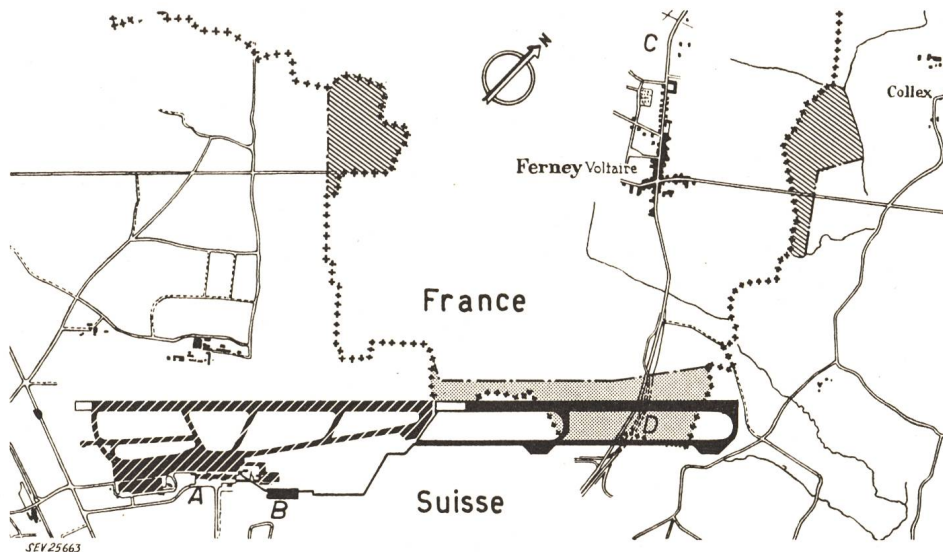 N
C
Collex
Ferney Voltaire
France
D
A
B
Suisse
SEV25663